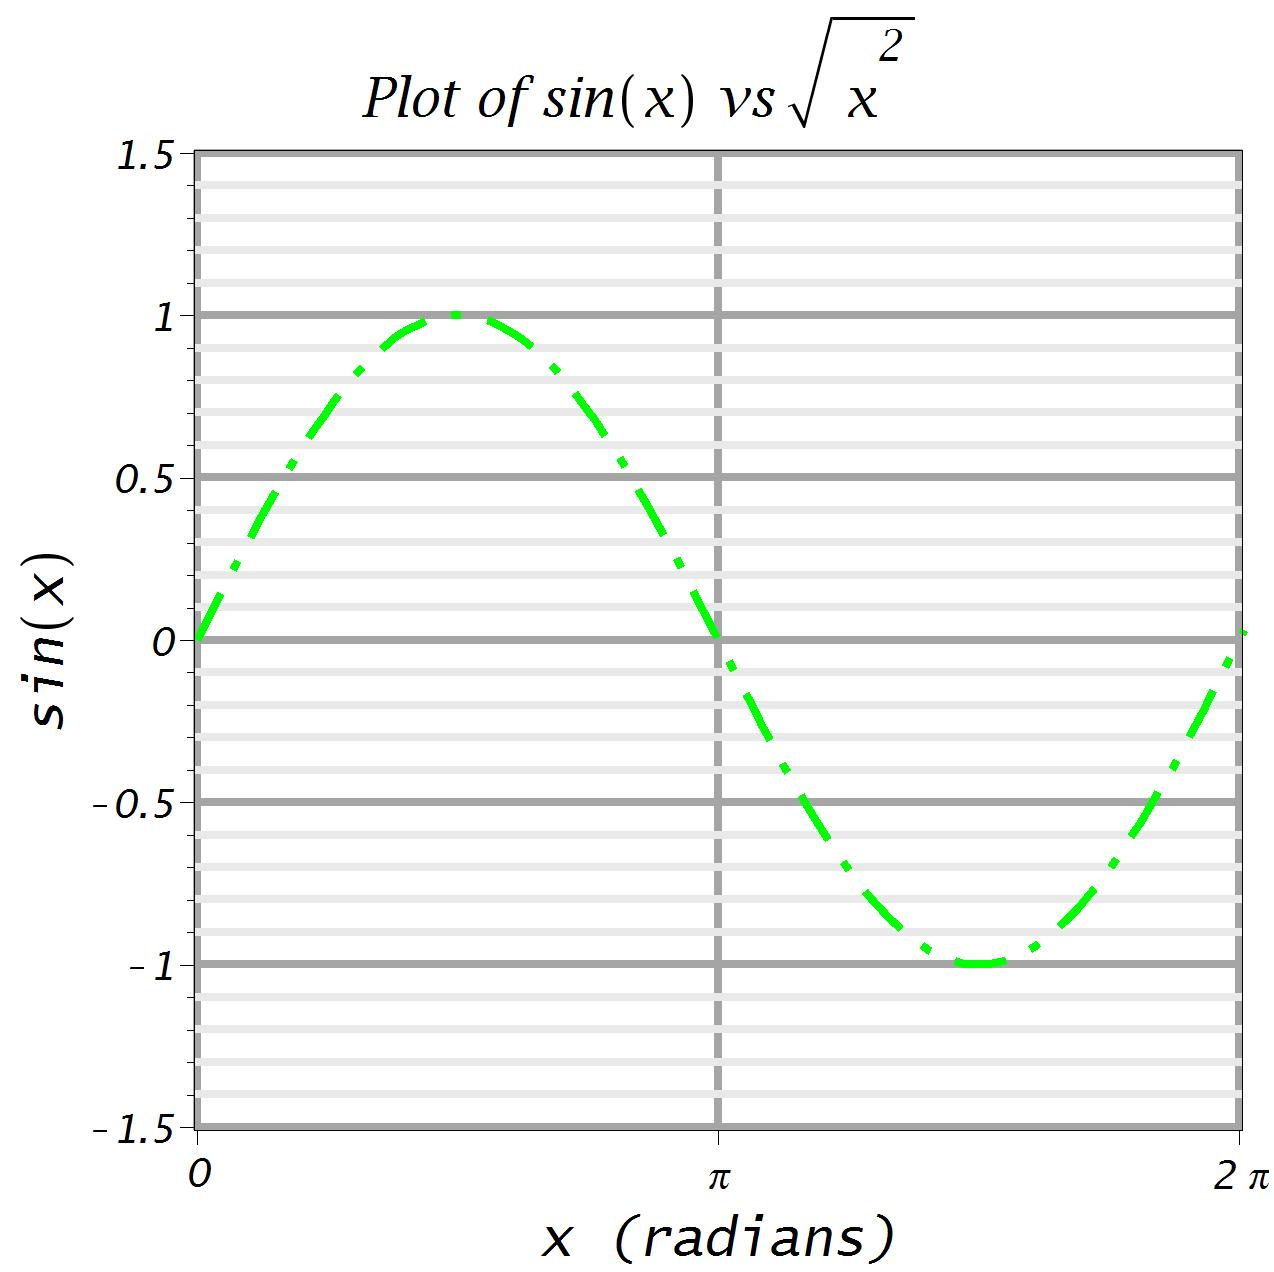 Plot of sin(x) vs √x²
1.5
1
0.5
0
-0.5
-1
-1.5
sin(x)
0 π 2 π
x (radians)